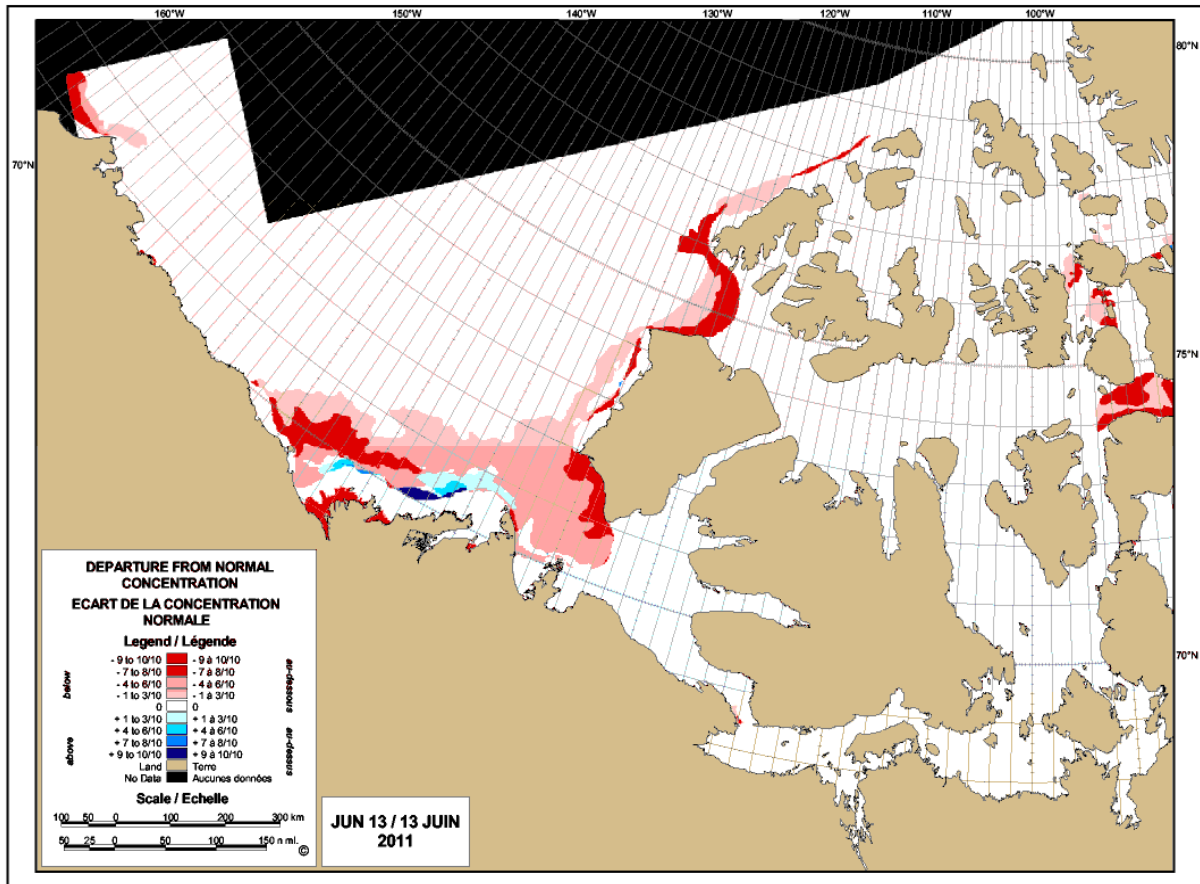 160°W 150°W 140°W 130°W 120°W 110°W 100°W
80°N
70°N
75°N
70°N
DEPARTURE FROM NORMAL
CONCENTRATION
ECART DE LA CONCENTRATION
NORMALE
Legend / Légende
below
au-dessous
above
au-dessus
- 9 to 10/10 - 9 à 10/10
- 7 to 8/10 - 7 à 8/10
- 4 to 6/10 - 4 à 6/10
- 1 to 3/10 - 1 à 3/10
0 0
+ 1 to 3/10 + 1 à 3/10
+ 4 to 6/10 + 4 à 6/10
+ 7 to 8/10 + 7 à 8/10
+ 9 to 10/10 + 9 à 10/10
Land Terre
No Data Aucunes données
Scale / Echelle
100 50 0 100 200 300 km
50 25 0 50 100 150 n ml.
©
JUN 13 / 13 JUIN
2011